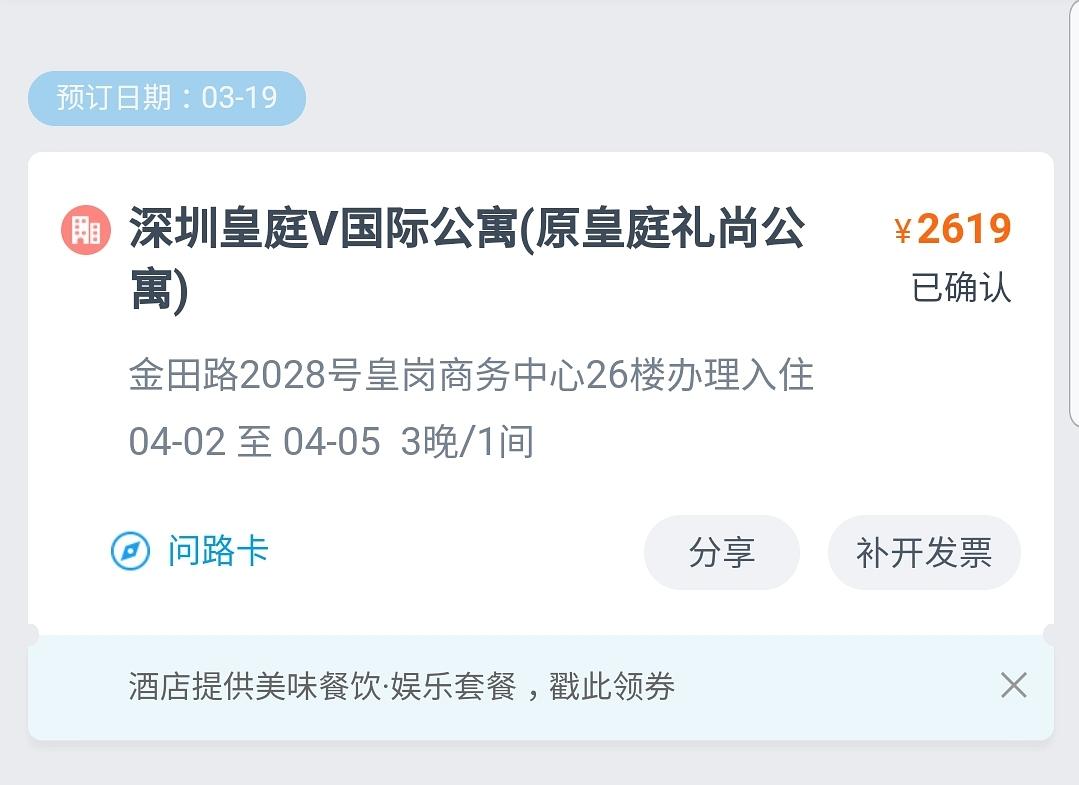 预订日期：03-19
深圳皇庭V国际公寓(原皇庭礼尚公
寓)
¥2619
已确认
金田路2028号皇岗商务中心26楼办理入住
04-02 至 04-05 3晚/1间
问路卡
分享
补开发票
酒店提供美味餐饮·娱乐套餐，戳此领券